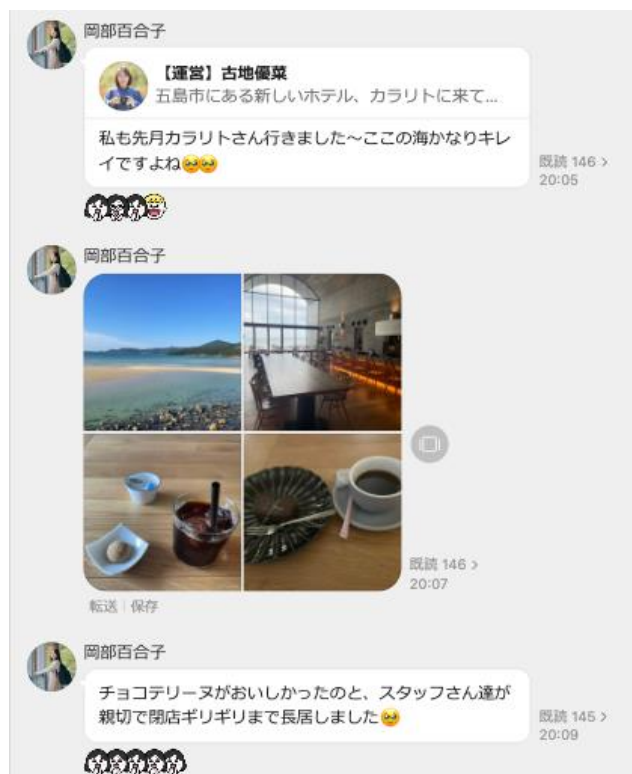 岡部百合子
【運営】古地優菜
五島市にある新しいホテル、カラリトに来て...
私も先月カラリトさん行きました〜ここの海かなりキレ
イですよね🥹🥹
既読 146 >
20:05
岡部百合子
既読 146 >
20:07
転送 | 保存
岡部百合子
チョコテリーヌがおいしかったのと、スタッフさん達が
親切で閉店ギリギリまで長居しました🥹
既読 145 >
20:09